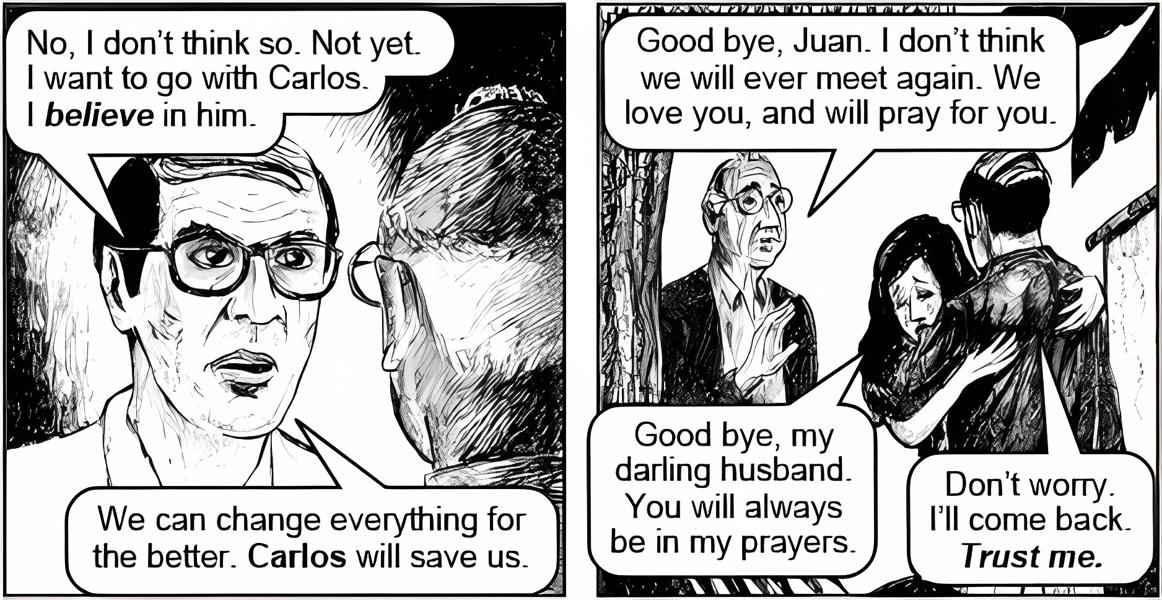 No, I don't think so. Not yet.
I want to go with Carlos.
I believe in him.
We can change everything for
the better. Carlos will save us.
Good bye, Juan. I don't think
we will ever meet again. We
love you, and will pray for you.
Good bye, my
darling husband.
You will always
be in my prayers.
Don't worry.
I'll come back.
Trust me.